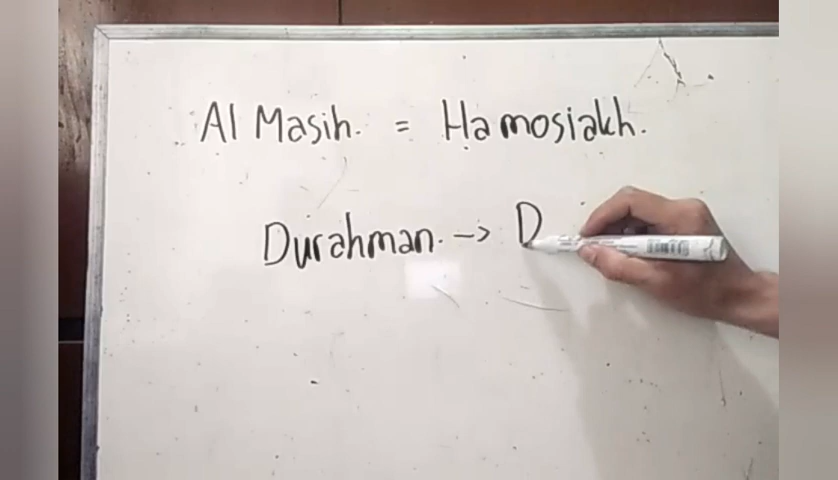 Al Masih. = Hamosiakh.
Durahman. -> D